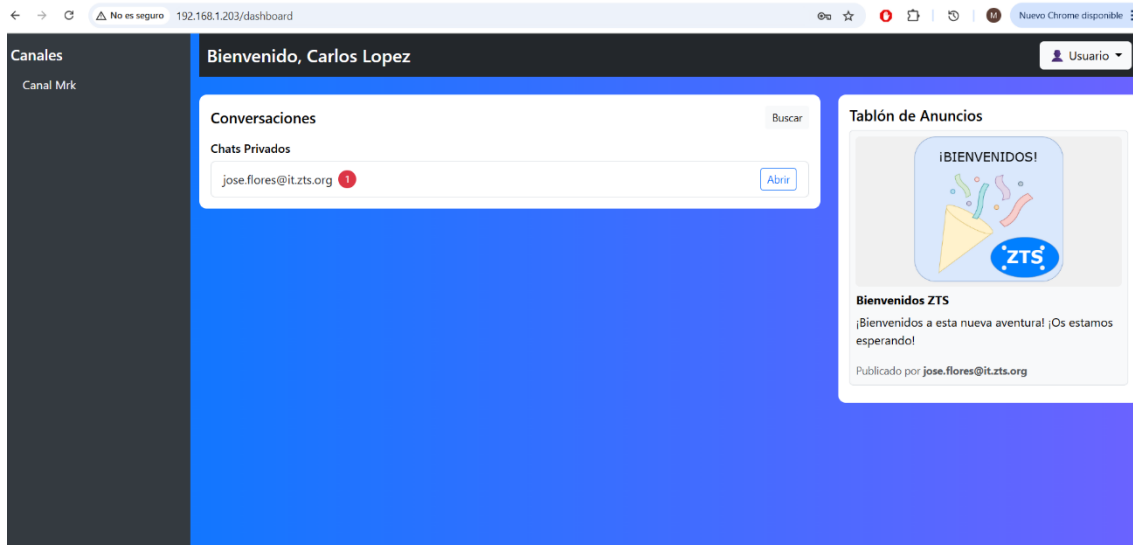 No es seguro 192.168.1.203/dashboard
M
Nuevo Chrome disponible
Canales
Canal Mrk
Bienvenido, Carlos Lopez
Usuario
Conversaciones
Buscar
Chats Privados
jose.flores@it.zts.org 1
Abrir
Tablón de Anuncios
¡BIENVENIDOS!
ZTS
Bienvenidos ZTS
¡Bienvenidos a esta nueva aventura! ¡Os estamos
esperando!
Publicado por jose.flores@it.zts.org